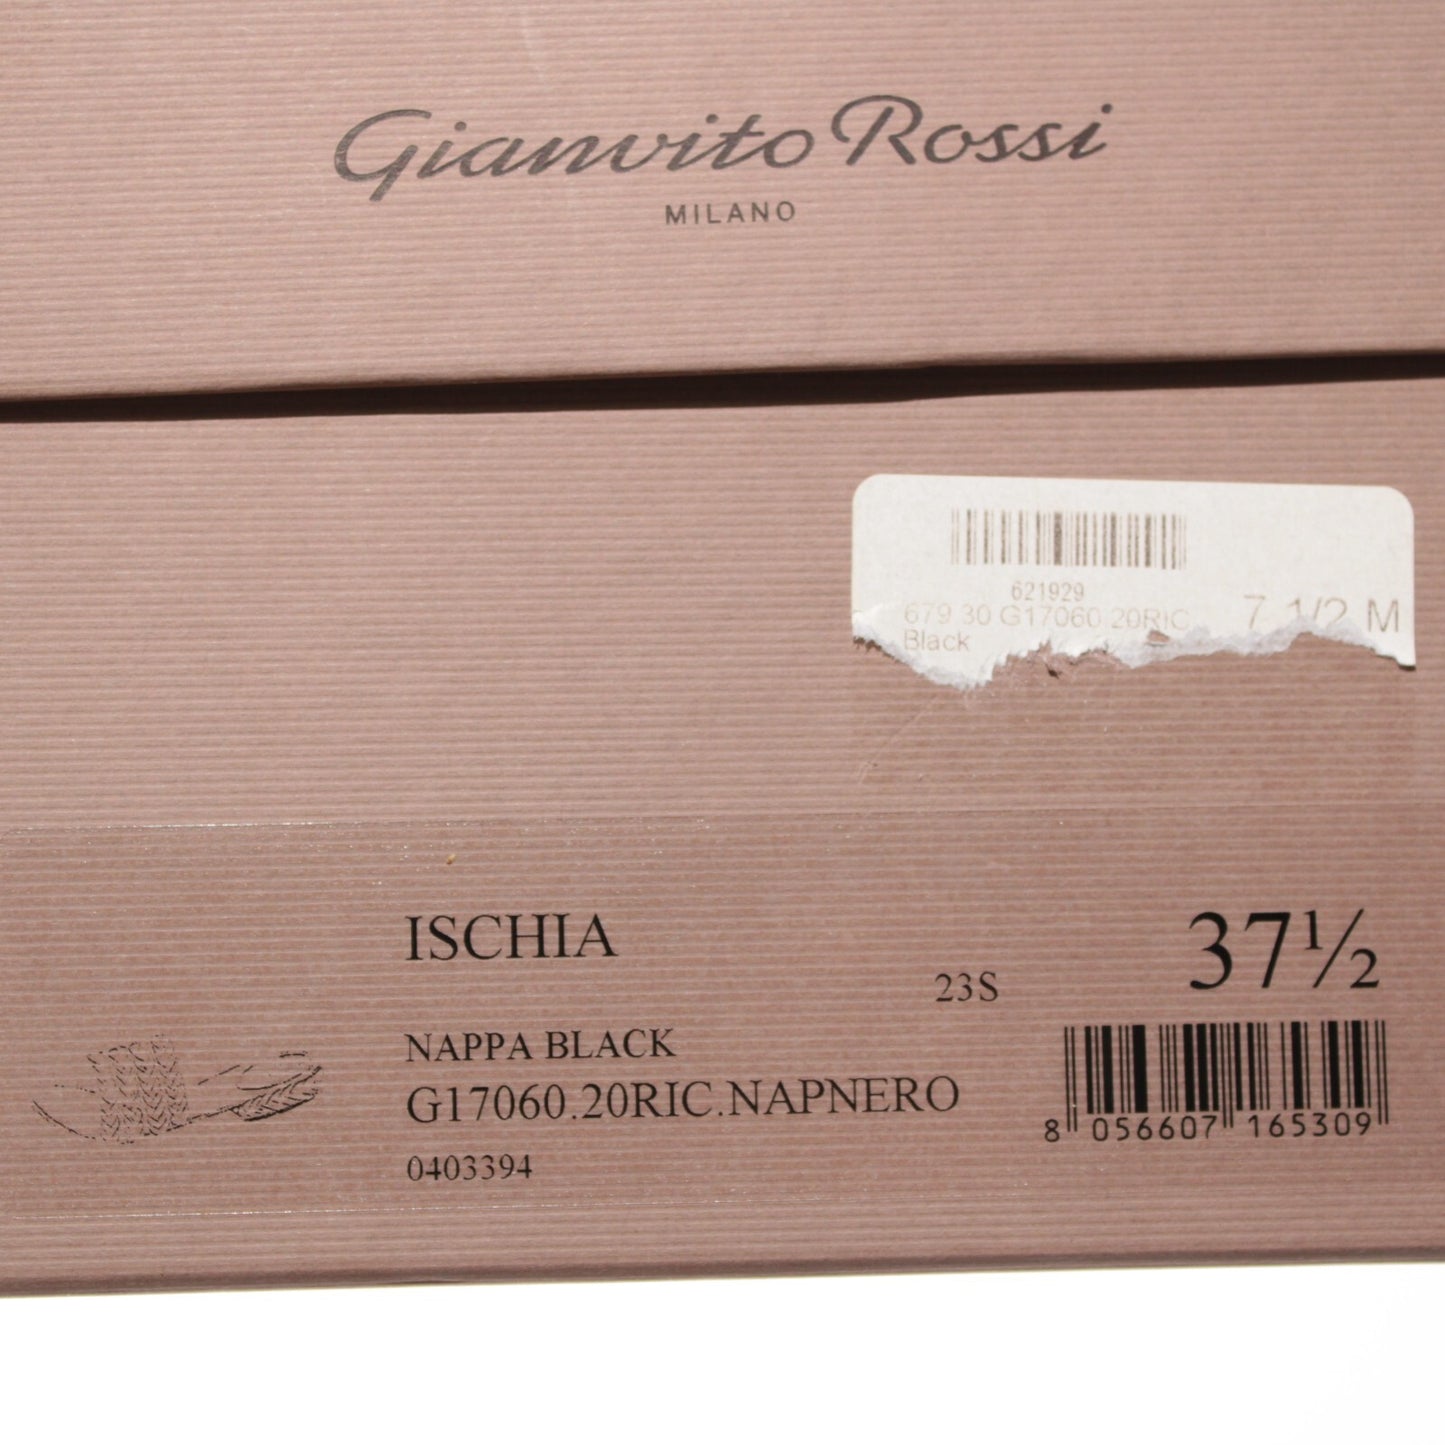 Gianvito Rossi
MILANO
621929
679 30 G17060 20RIC
7 1/2 M
Black
ISCHIA
23S
37½
NAPPA BLACK
G17060.20RIC.NAPNERO
0403394
8 056607 165309